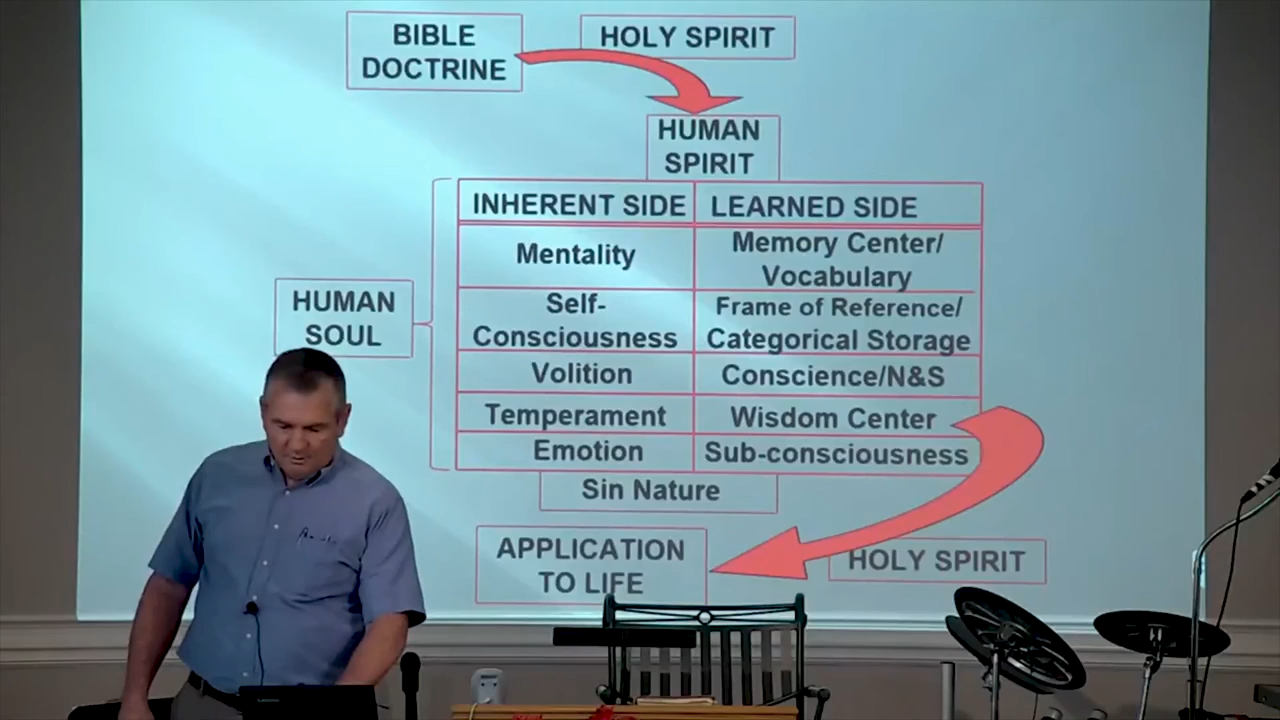 BIBLE
DOCTRINE
HOLY SPIRIT
HUMAN
SPIRIT
INHERENT SIDE
LEARNED SIDE
Mentality
Memory Center/
Vocabulary
HUMAN
SOUL
Self-
Consciousness
Frame of Reference/
Categorical Storage
Volition
Conscience/N&S
Temperament
Wisdom Center
Emotion
Sub-consciousness
Sin Nature
APPLICATION
TO LIFE
HOLY SPIRIT